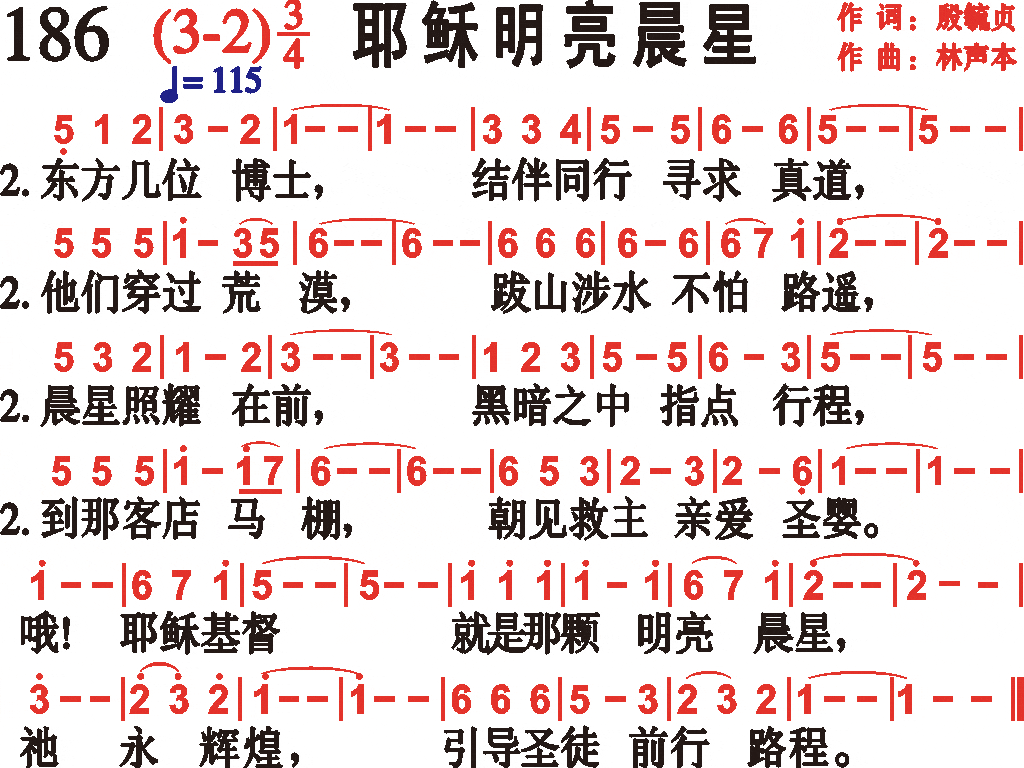 186 (3-2) 3/4 耶稣明亮晨星 作词：殷毓贞
♩=115 作曲：林声本
5̣ 1 2|3 - 2|1 - -|1 - -|3 3 4|5 - 5|6 - 6|5 - -|5 - -|
2.东方几位 博士， 结伴同行 寻求 真道，
5 5 5|1̇ - 3 5|6 - -|6 - -|6 6 6|6 - 6|6 7 1̇|2̇ - -|2̇ - -|
2.他们穿过 荒 漠， 跋山涉水 不怕 路遥，
5 3 2|1 - 2|3 - -|3 - -|1 2 3|5 - 5|6 - 3|5 - -|5 - -|
2.晨星照耀 在前， 黑暗之中 指点 行程，
5 5 5|1̇ - 1̇ 7|6 - -|6 - -|6 5 3|2 - 3|2 - 6̣|1 - -|1 - -|
2.到那客店 马 棚， 朝见救主 亲爱 圣婴。
1̇ - -|6 7 1̇|5 - -|5 - -|1̇ 1̇ 1̇|1̇ - 1̇|6 7 1̇|2̇ - -|2̇ - -|
哦! 耶稣基督 就是那颗 明亮 晨星，
3̇ - -|2̇ 3̇ 2̇|1̇ - -|1̇ - -|6 6 6|5 - 3|2 3 2|1 - -|1 - -‖
祂 永 辉煌， 引导圣徒 前行 路程。